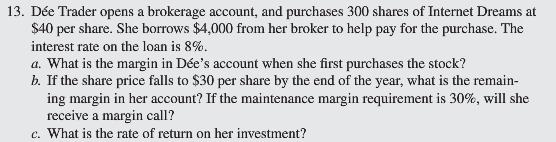 13. Dée Trader opens a brokerage account, and purchases 300 shares of Internet Dreams at
$40 per share. She borrows $4,000 from her broker to help pay for the purchase. The
interest rate on the loan is 8%.
a. What is the margin in Dée's account when she first purchases the stock?
b. If the share price falls to $30 per share by the end of the year, what is the remain-
ing margin in her account? If the maintenance margin requirement is 30%, will she
receive a margin call?
c. What is the rate of return on her investment?